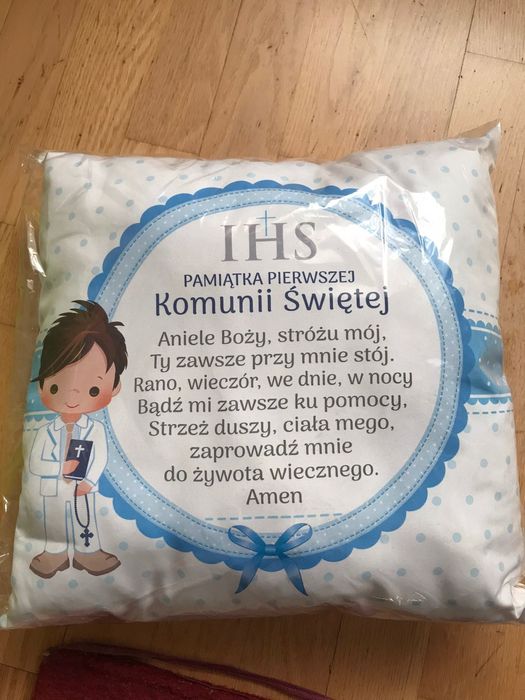 IHS
PAMIĄTKA PIERWSZEJ
Komunii Świętej
Aniele Boży, stróżu mój,
Ty zawsze przy mnie stój.
Rano, wieczór, we dnie, w nocy
Bądź mi zawsze ku pomocy,
Strzeż duszy, ciała mego,
zaprowadź mnie
do żywota wiecznego.
Amen